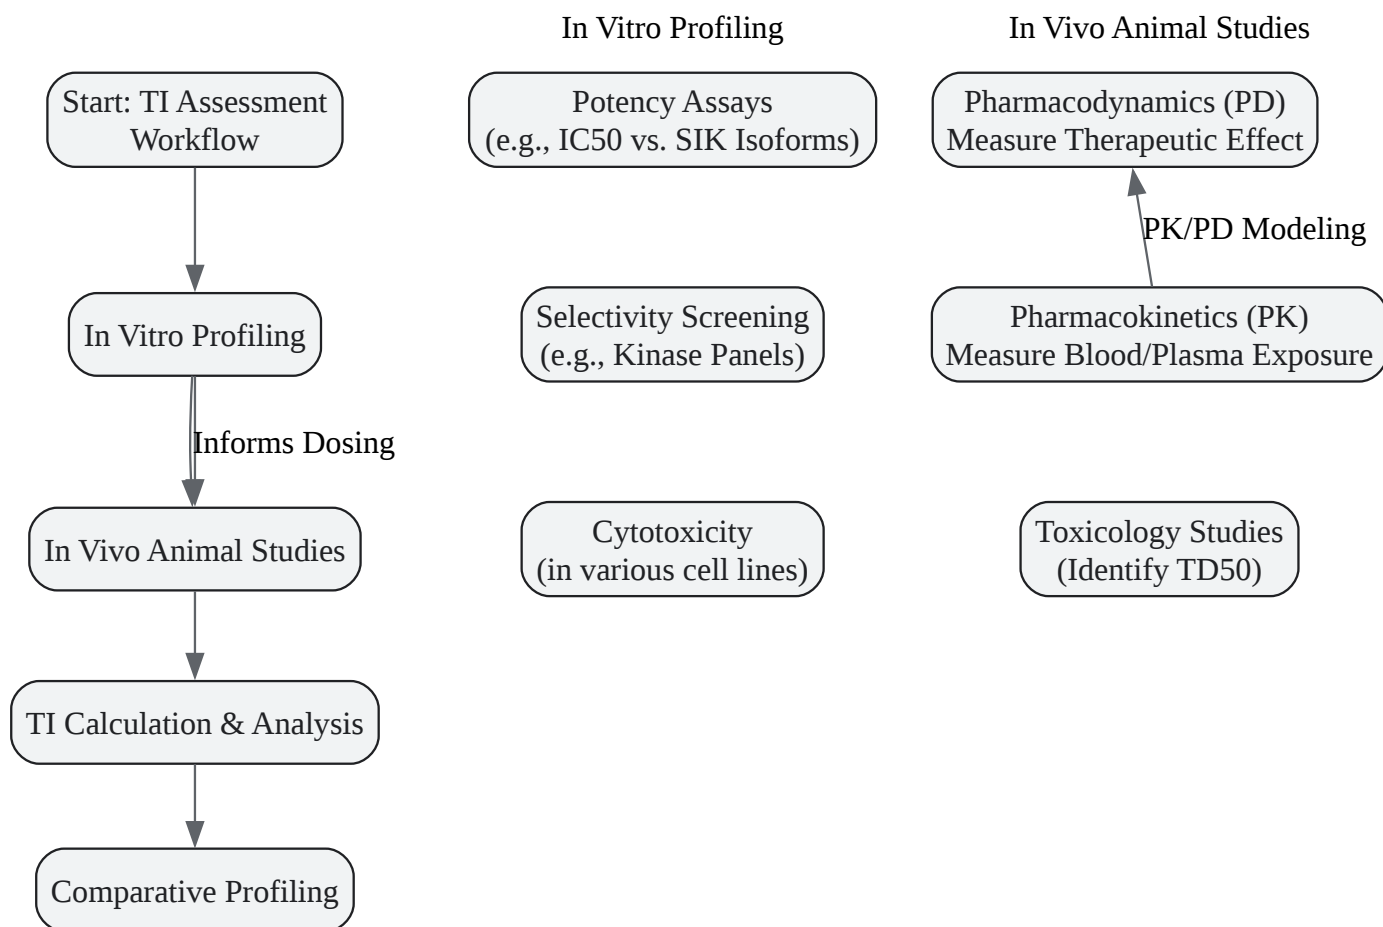 In Vitro Profiling
In Vivo Animal Studies
Start: TI Assessment
Workflow
Potency Assays
(e.g., IC50 vs. SIK Isoforms)
Pharmacodynamics (PD)
Measure Therapeutic Effect
PK/PD Modeling
In Vitro Profiling
Selectivity Screening
(e.g., Kinase Panels)
Pharmacokinetics (PK)
Measure Blood/Plasma Exposure
Informs Dosing
In Vivo Animal Studies
Cytotoxicity
(in various cell lines)
Toxicology Studies
(Identify TD50)
TI Calculation & Analysis
Comparative Profiling